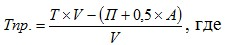 Тпр. = (Т × V − (П + 0,5 × А)) / V, где